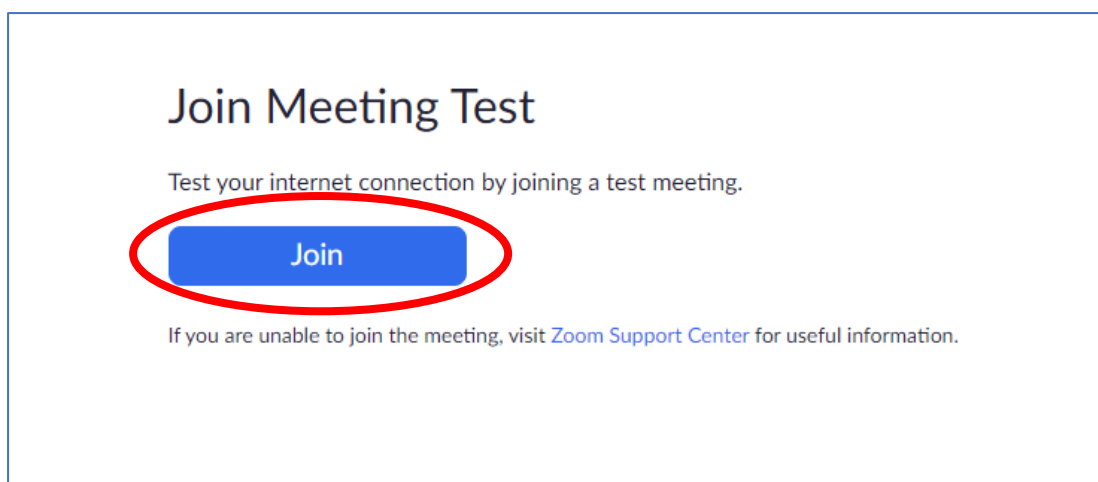 Join Meeting Test
Test your internet connection by joining a test meeting.
Join
If you are unable to join the meeting, visit Zoom Support Center for useful information.